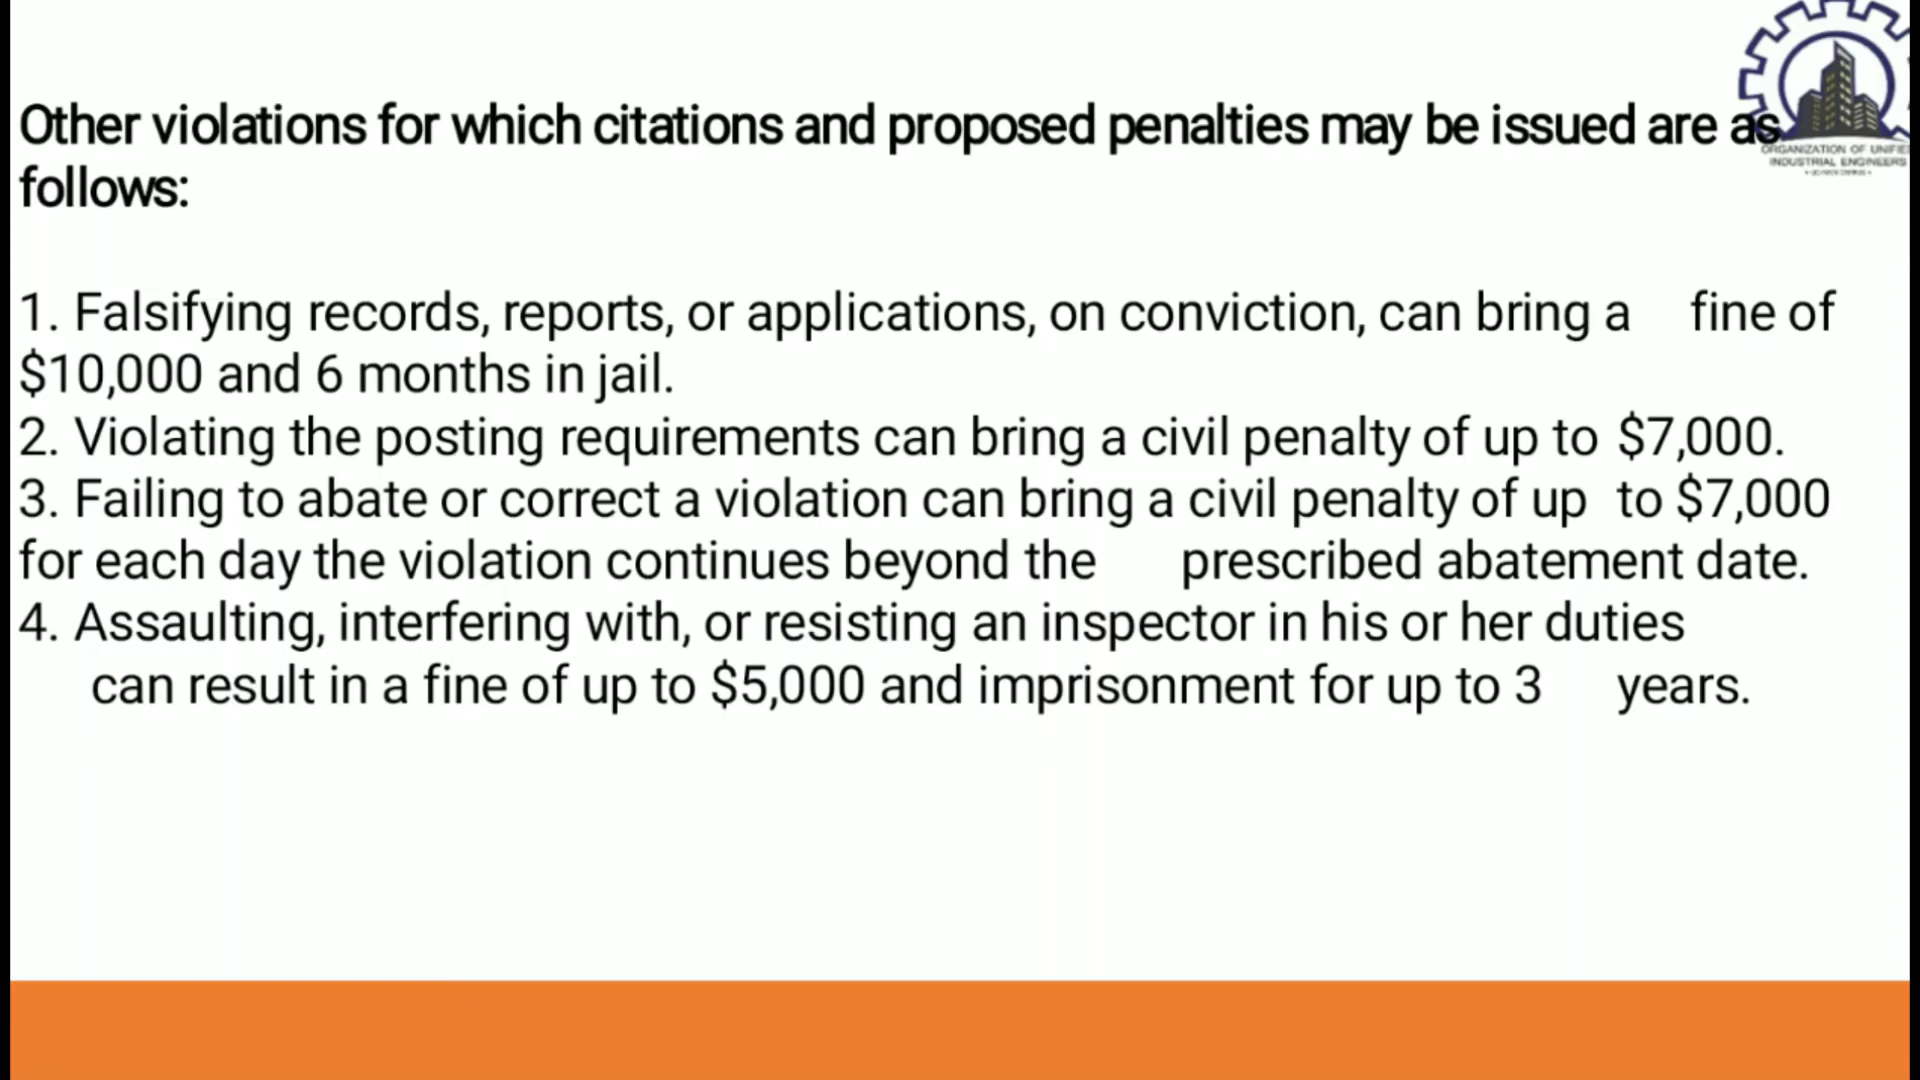 Other violations for which citations and proposed penalties may be issued are as
follows:
1. Falsifying records, reports, or applications, on conviction, can bring a fine of
$10,000 and 6 months in jail.
2. Violating the posting requirements can bring a civil penalty of up to $7,000.
3. Failing to abate or correct a violation can bring a civil penalty of up to $7,000
for each day the violation continues beyond the prescribed abatement date.
4. Assaulting, interfering with, or resisting an inspector in his or her duties
can result in a fine of up to $5,000 and imprisonment for up to 3 years.
ORGANIZATION OF UNIFIE
INDUSTRIAL ENGINEERS